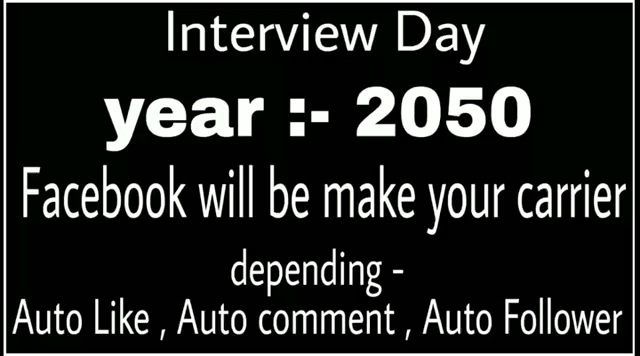 Interview Day
year :- 2050
Facebook will be make your carrier
depending -
Auto Like , Auto comment , Auto Follower